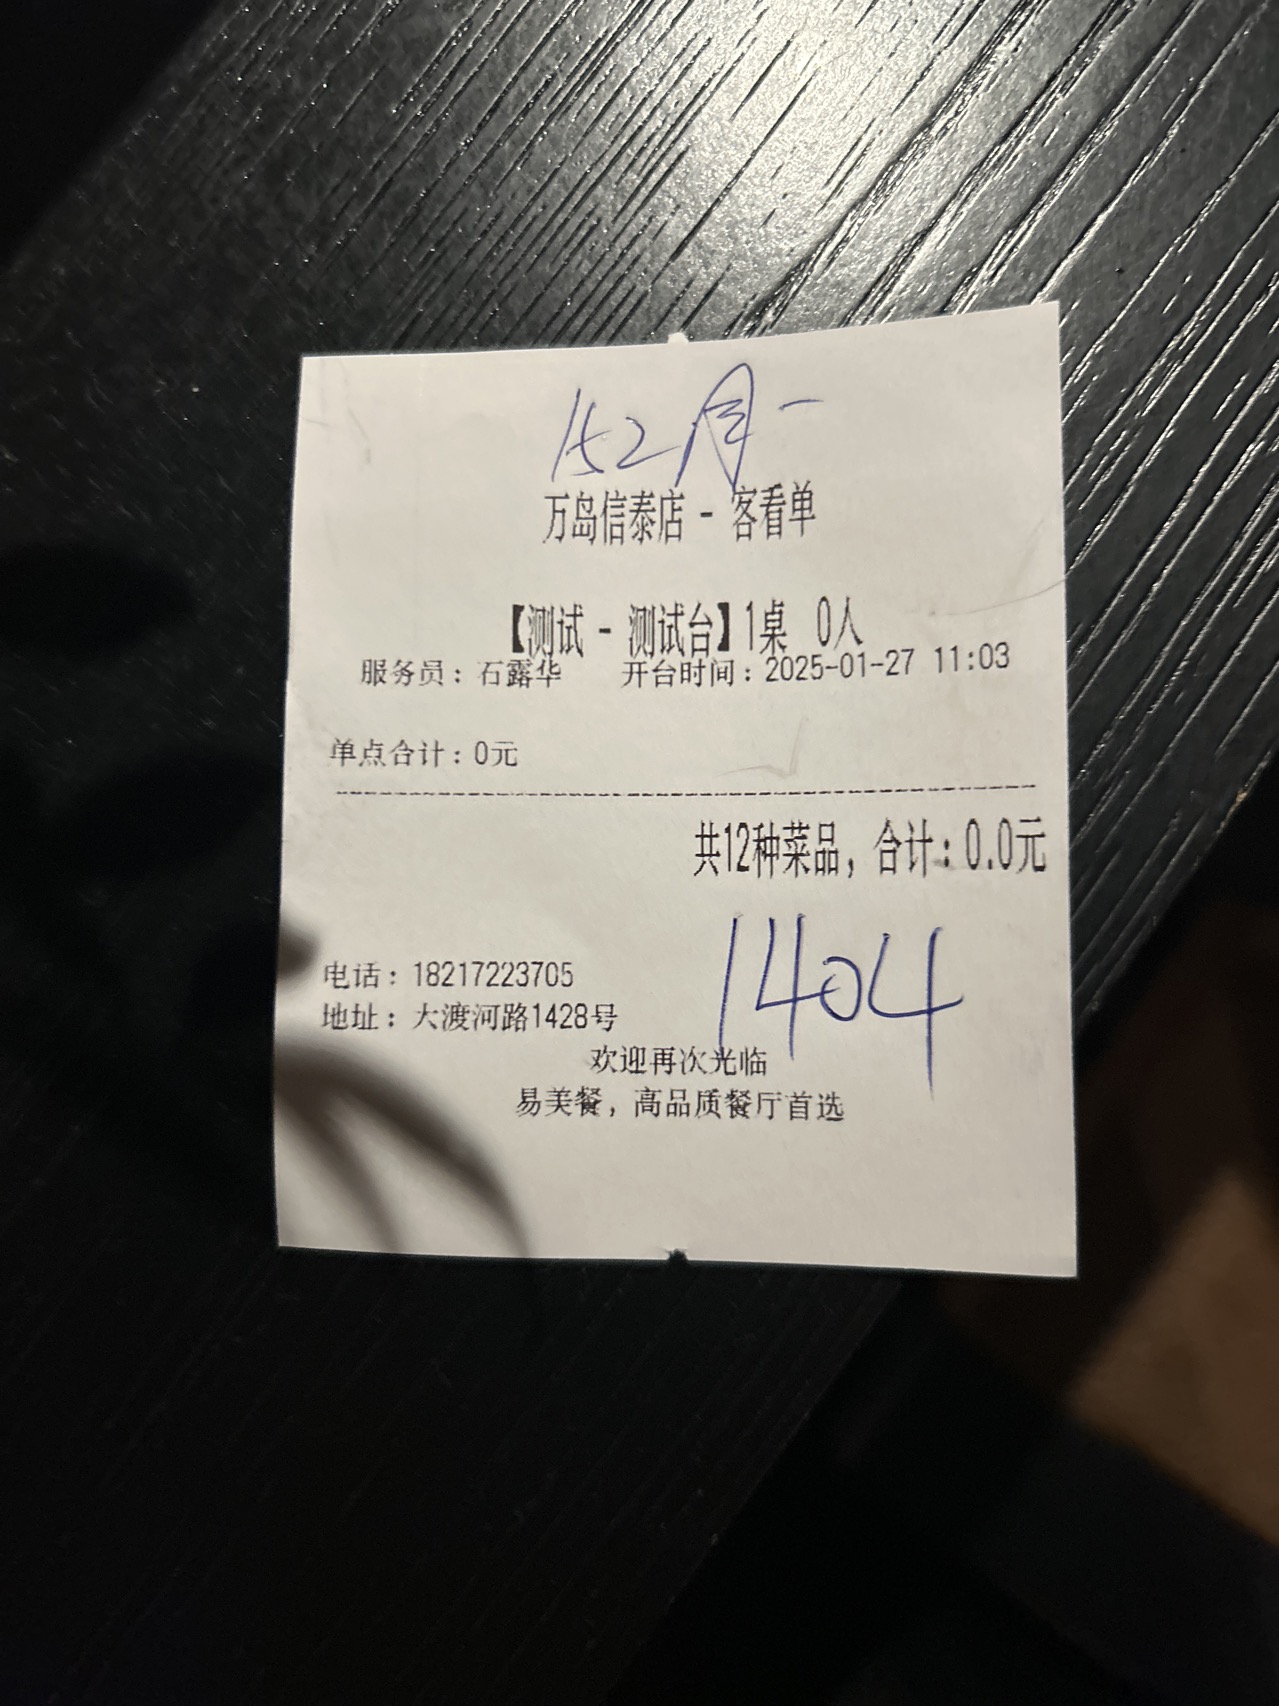 152
万岛信泰店 - 客看单
【测试 - 测试台】1桌 0人
服务员：石露华 开台时间：2025-01-27 11:03
单点合计：0元
共12种菜品，合计：0.0元
1404
电话：18217223705
地址：大渡河路1428号
欢迎再次光临
易美餐，高品质餐厅首选